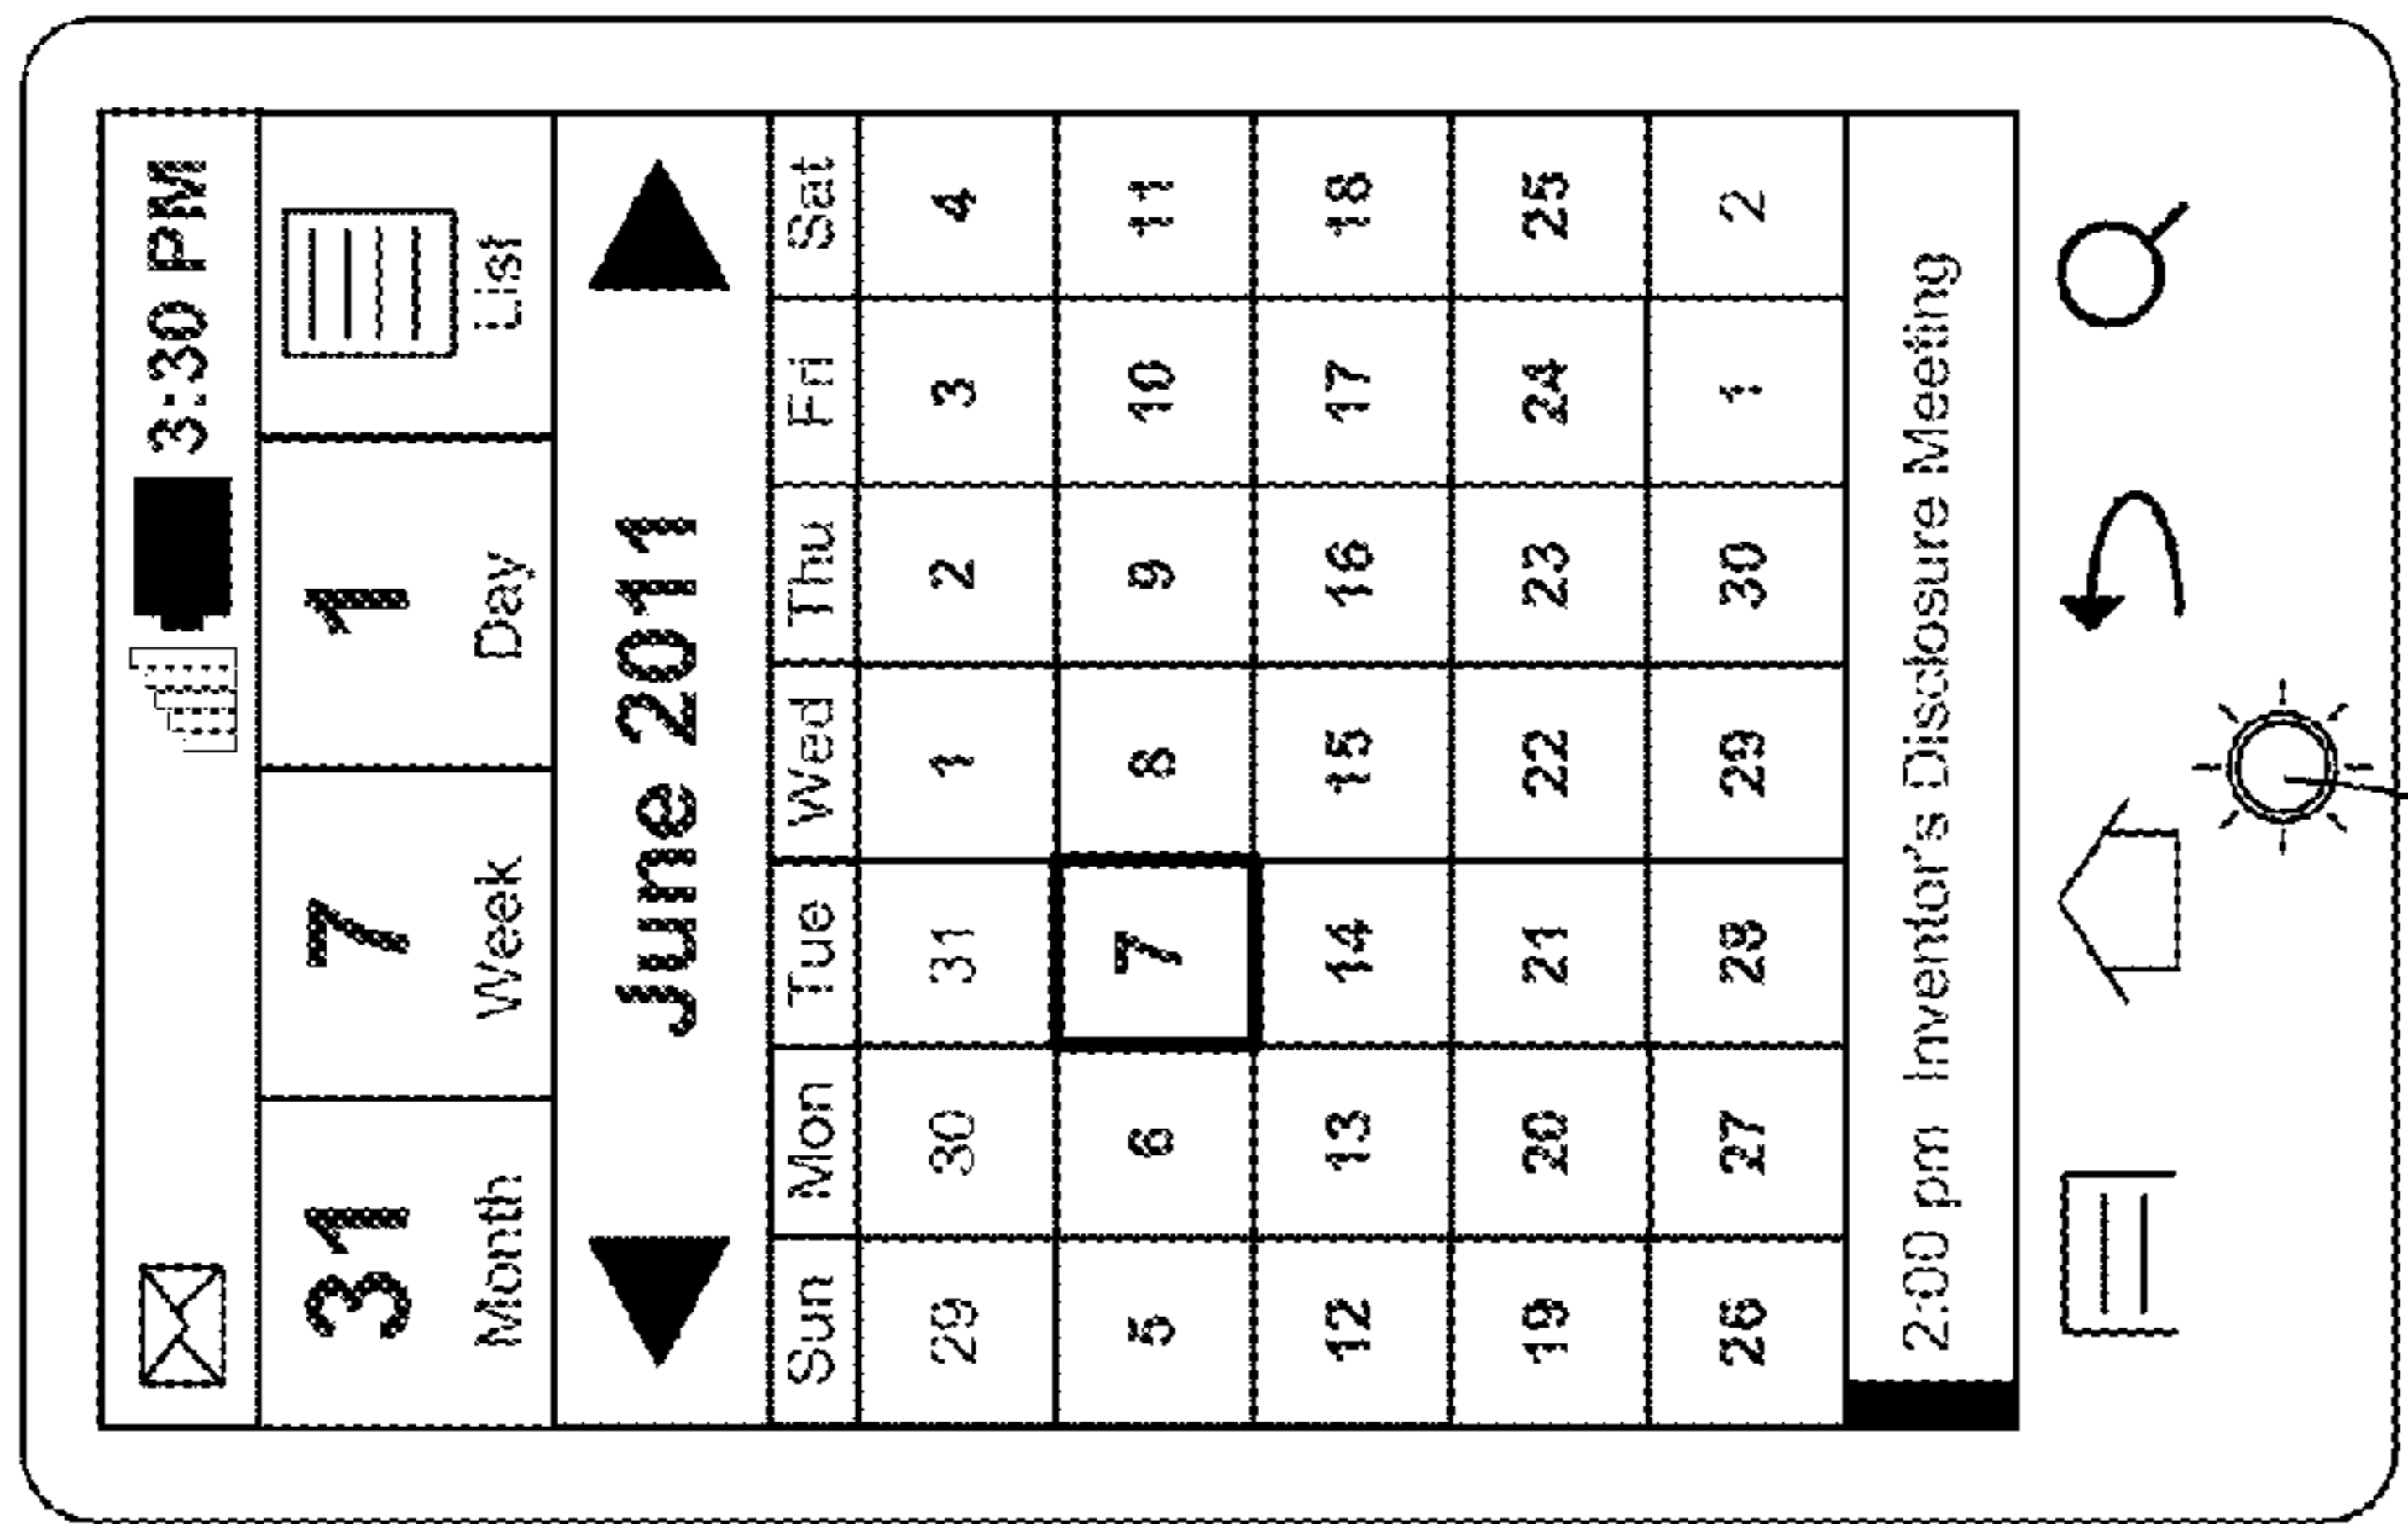 3:30 PM
31 7 1
Month Week Day List
June 2011
Sun Mon Tue Wed Thu Fri Sat
29 30 31 1 2 3 4
5 6 7 8 9 10 11
12 13 14 15 16 17 18
19 20 21 22 23 24 25
26 27 28 29 30 1 2
2:00 pm Inventor's Disclosure Meeting